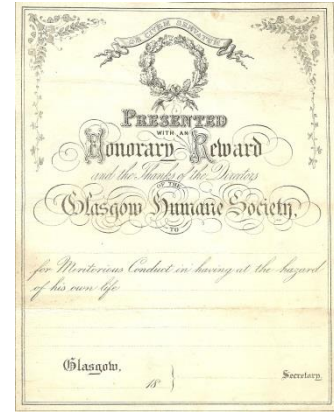 OB CIVEM SERVATUM
PRESENTED
WITH AN
Honorary Reward
and the Thanks of the Directors
OF THE
Glasgow Humane Society,
TO
for Meritorious Conduct in having at the hazard
of his own life
Glasgow,
18 }
Secretary.